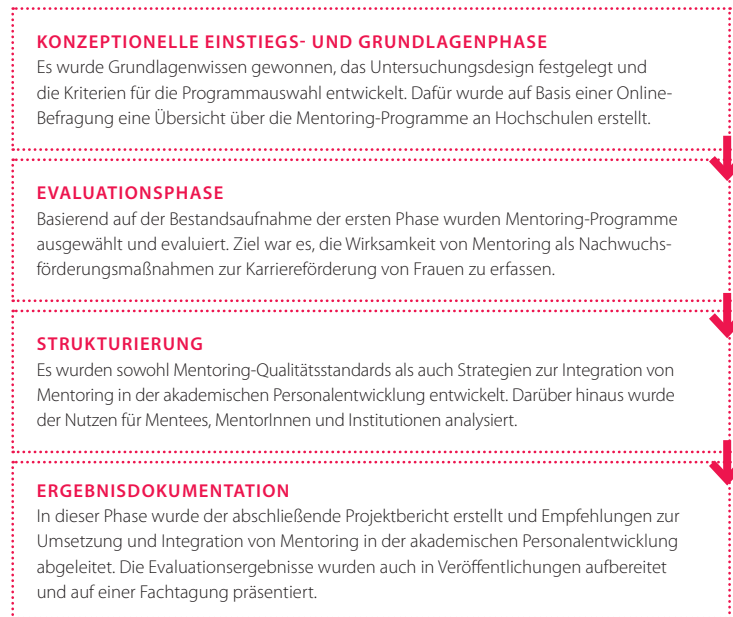 KONZEPTIONELLE EINSTIEGS- UND GRUNDLAGENPHASE
Es wurde Grundlagenwissen gewonnen, das Untersuchungsdesign festgelegt und
die Kriterien für die Programmauswahl entwickelt. Dafür wurde auf Basis einer Online-
Befragung eine Übersicht über die Mentoring-Programme an Hochschulen erstellt.
EVALUATIONSPHASE
Basierend auf der Bestandsaufnahme der ersten Phase wurden Mentoring-Programme
ausgewählt und evaluiert. Ziel war es, die Wirksamkeit von Mentoring als Nachwuchs-
förderungsmaßnahmen zur Karriereförderung von Frauen zu erfassen.
STRUKTURIERUNG
Es wurden sowohl Mentoring-Qualitätsstandards als auch Strategien zur Integration von
Mentoring in der akademischen Personalentwicklung entwickelt. Darüber hinaus wurde
der Nutzen für Mentees, MentorInnen und Institutionen analysiert.
ERGEBNISDOKUMENTATION
In dieser Phase wurde der abschließende Projektbericht erstellt und Empfehlungen zur
Umsetzung und Integration von Mentoring in der akademischen Personalentwicklung
abgeleitet. Die Evaluationsergebnisse wurden auch in Veröffentlichungen aufbereitet
und auf einer Fachtagung präsentiert.